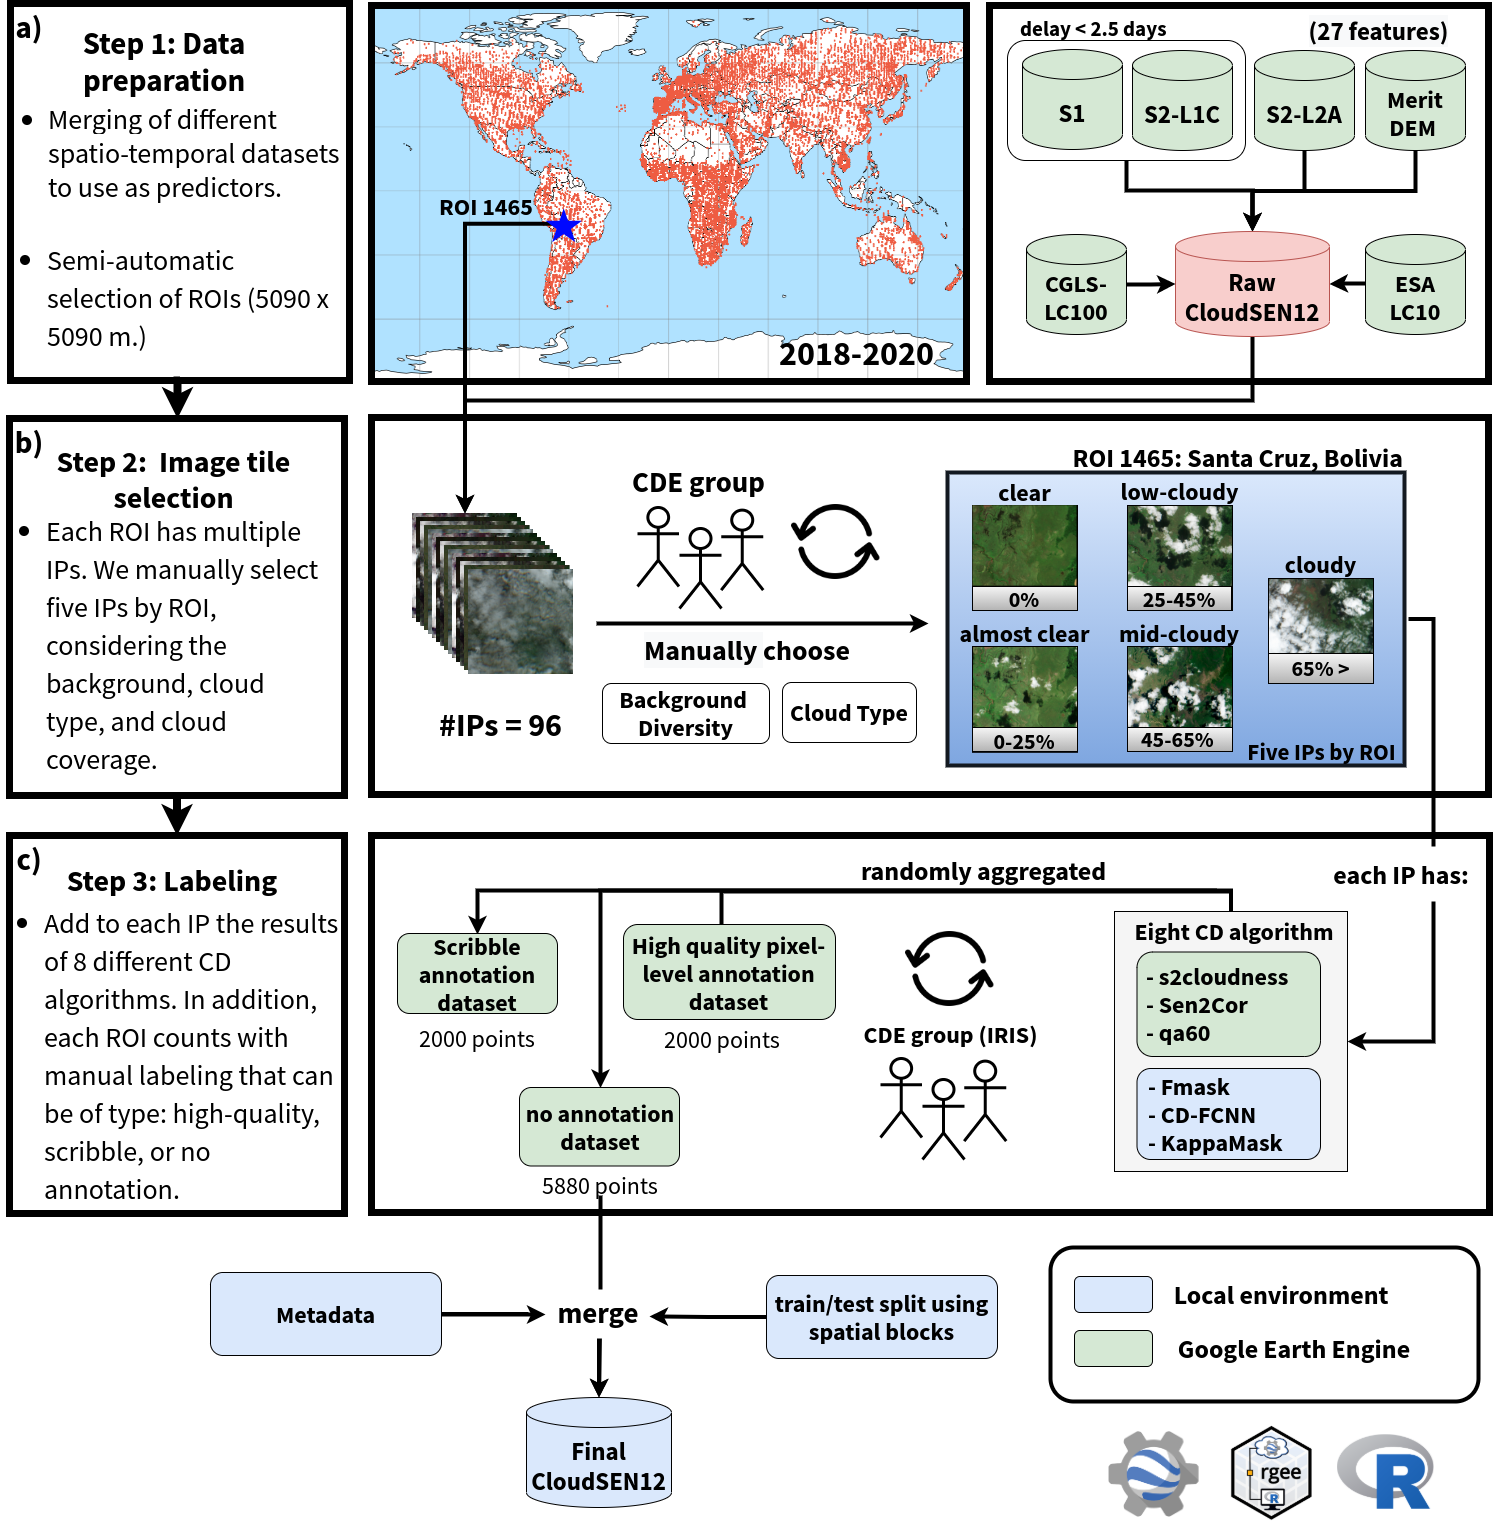 a)
Step 1: Data
preparation
• Merging of different
spatio-temporal datasets
to use as predictors.
• Semi-automatic
selection of ROIs (5090 x
5090 m.)
ROI 1465
2018-2020
delay < 2.5 days
(27 features)
S1
S2-L1C
S2-L2A
Merit
DEM
CGLS-
LC100
Raw
CloudSEN12
ESA
LC10
b)
Step 2: Image tile
selection
• Each ROI has multiple
IPs. We manually select
five IPs by ROI,
considering the
background, cloud
type, and cloud
coverage.
#IPs = 96
CDE group
Manually choose
Background
Diversity
Cloud Type
ROI 1465: Santa Cruz, Bolivia
clear
0%
low-cloudy
25-45%
cloudy
65% >
almost clear
0-25%
mid-cloudy
45-65%
Five IPs by ROI
c)
Step 3: Labeling
• Add to each IP the results
of 8 different CD
algorithms. In addition,
each ROI counts with
manual labeling that can
be of type: high-quality,
scribble, or no
annotation.
randomly aggregated
each IP has:
Scribble
annotation
dataset
2000 points
High quality pixel-
level annotation
dataset
2000 points
no annotation
dataset
5880 points
CDE group (IRIS)
Eight CD algorithm
- s2cloudness
- Sen2Cor
- qa60
- Fmask
- CD-FCNN
- KappaMask
Metadata
merge
train/test split using
spatial blocks
Final
CloudSEN12
Local environment
Google Earth Engine
rgee
R
R